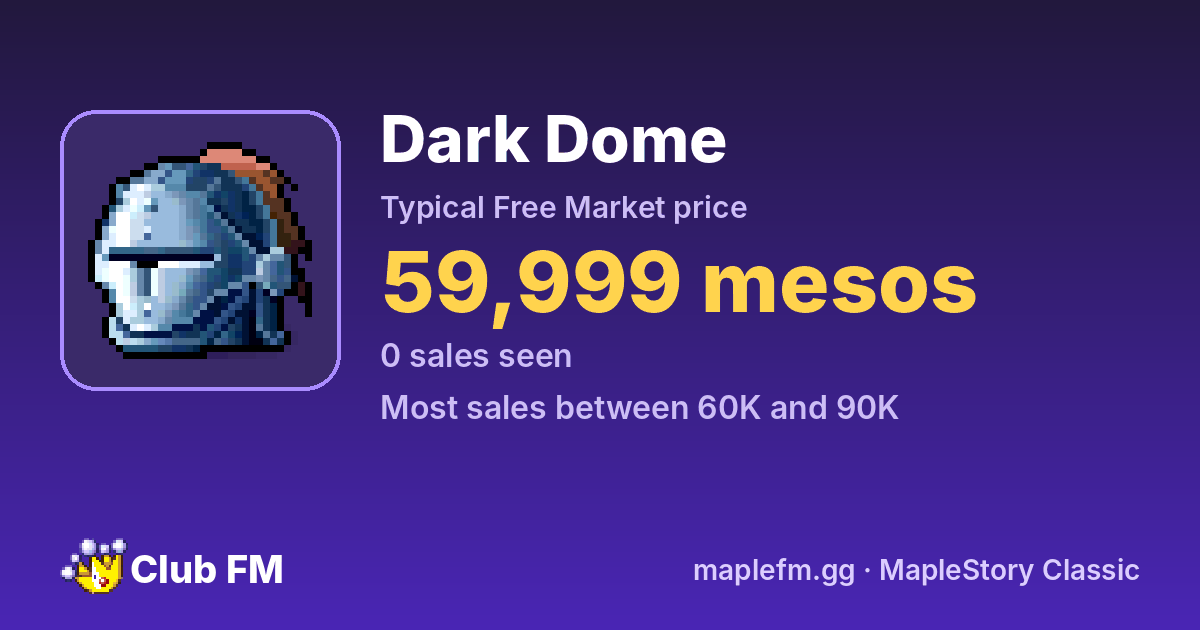 Dark Dome
Typical Free Market price
59,999 mesos
0 sales seen
Most sales between 60K and 90K
Club FM
maplefm.gg · MapleStory Classic